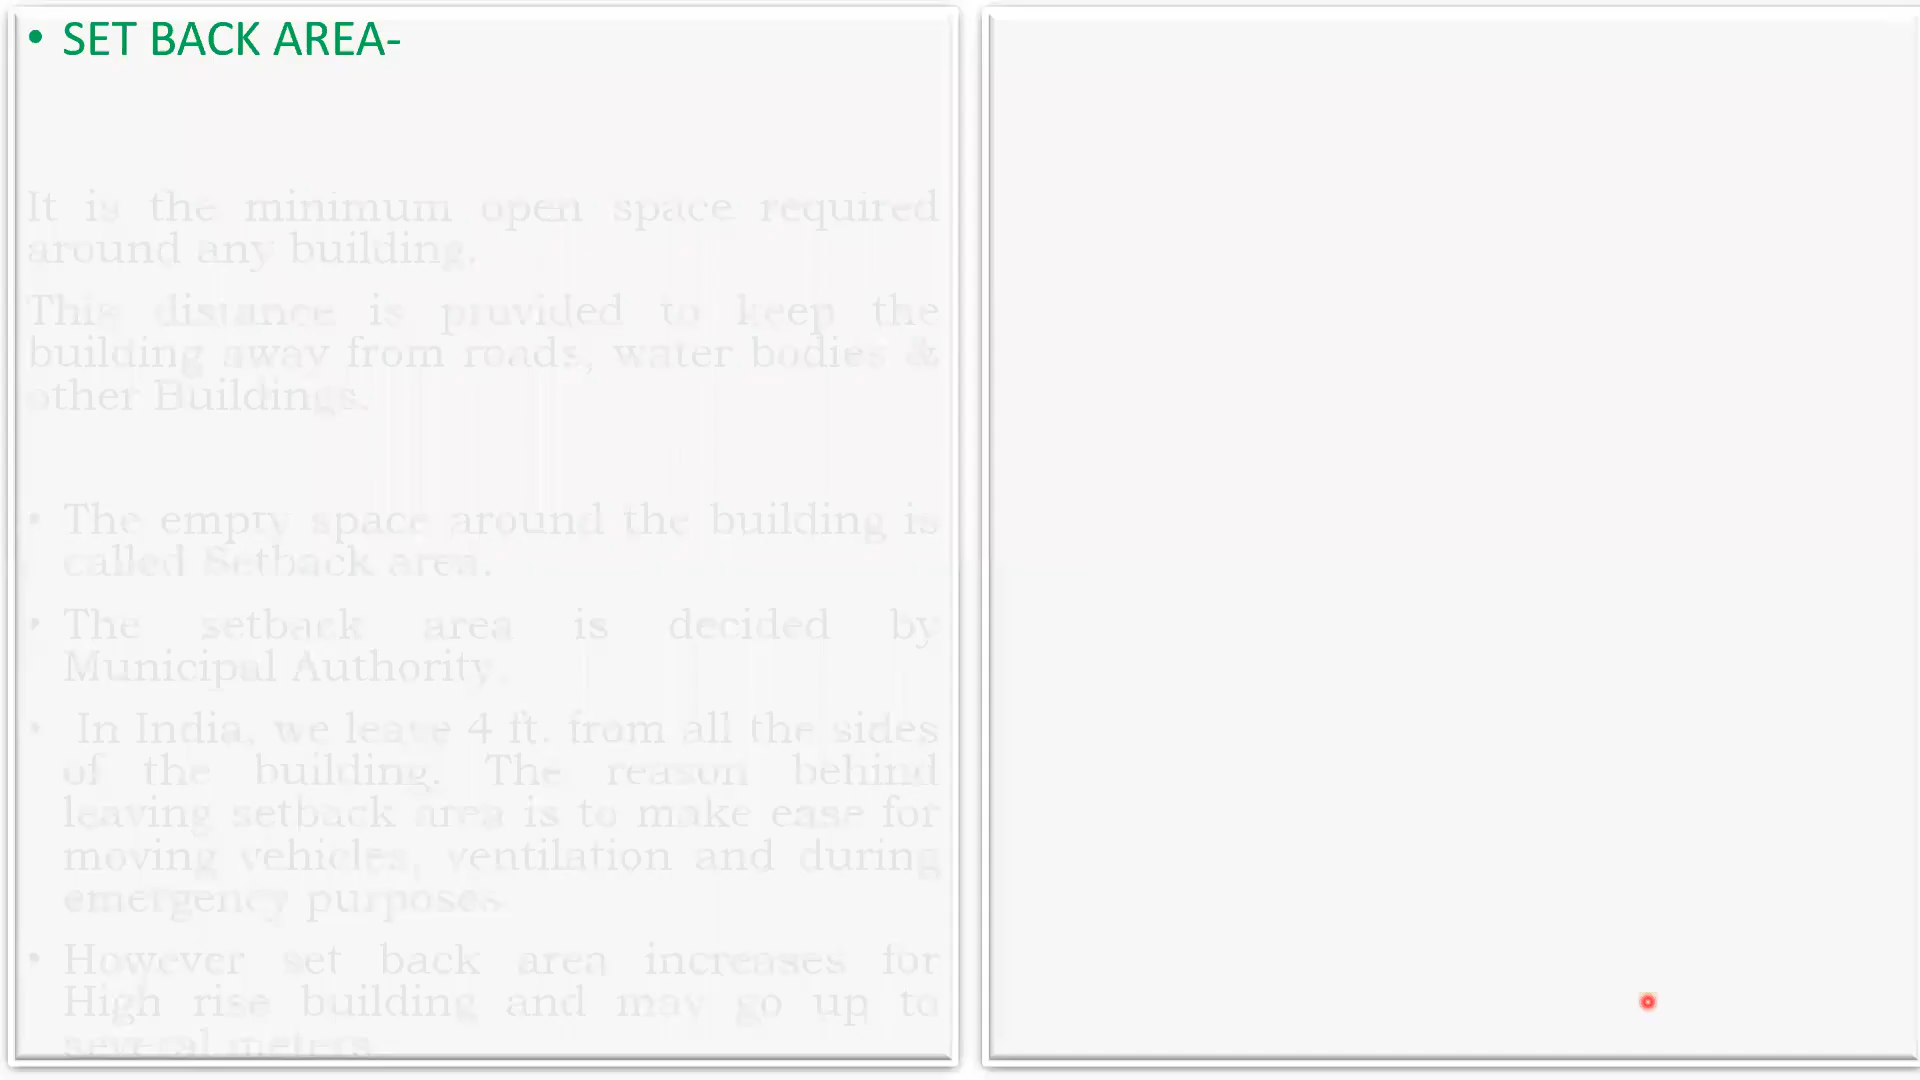 • SET BACK AREA-
It is the minimum open space required
around any building.
This distance is provided to keep the
building away from roads, water bodies &
other Buildings.
• The empty space around the building is
called Setback area.
• The setback area is decided by
Municipal Authority.
• In India, we leave 4 ft. from all the sides
of the building. The reason behind
leaving setback area is to make ease for
moving vehicles, ventilation and during
emergency purposes
• However set back area increases for
High rise building and may go up to
several meters.